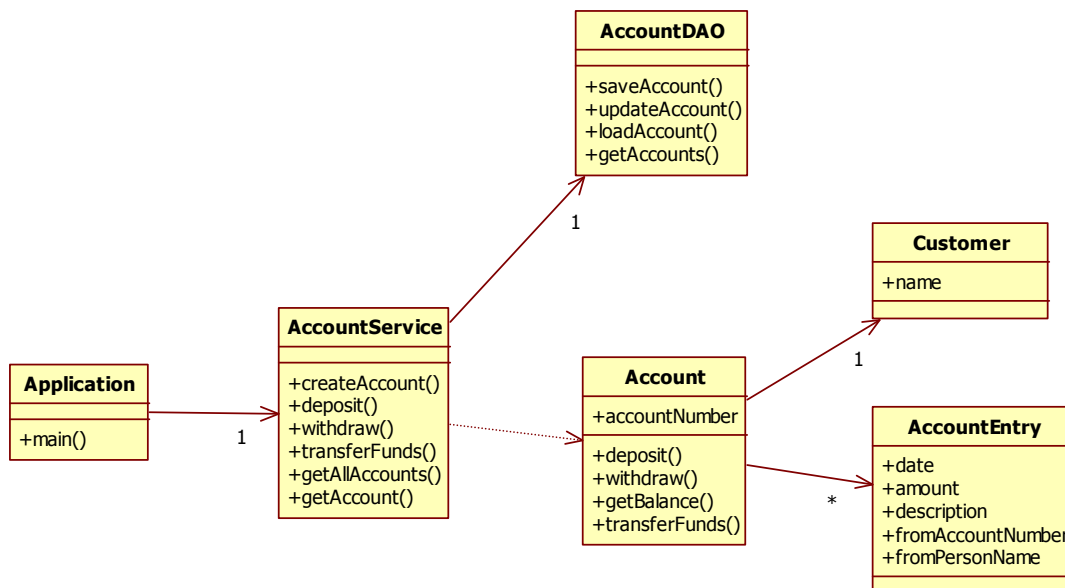 AccountDAO
+saveAccount()
+updateAccount()
+loadAccount()
+getAccounts()
1
Customer
+name
1
AccountService
+createAccount()
+deposit()
+withdraw()
+transferFunds()
+getAllAccounts()
+getAccount()
Application
+main()
1
Account
+accountNumber
+deposit()
+withdraw()
+getBalance()
+transferFunds()
AccountEntry
+date
+amount
+description
+fromAccountNumber
+fromPersonName
*